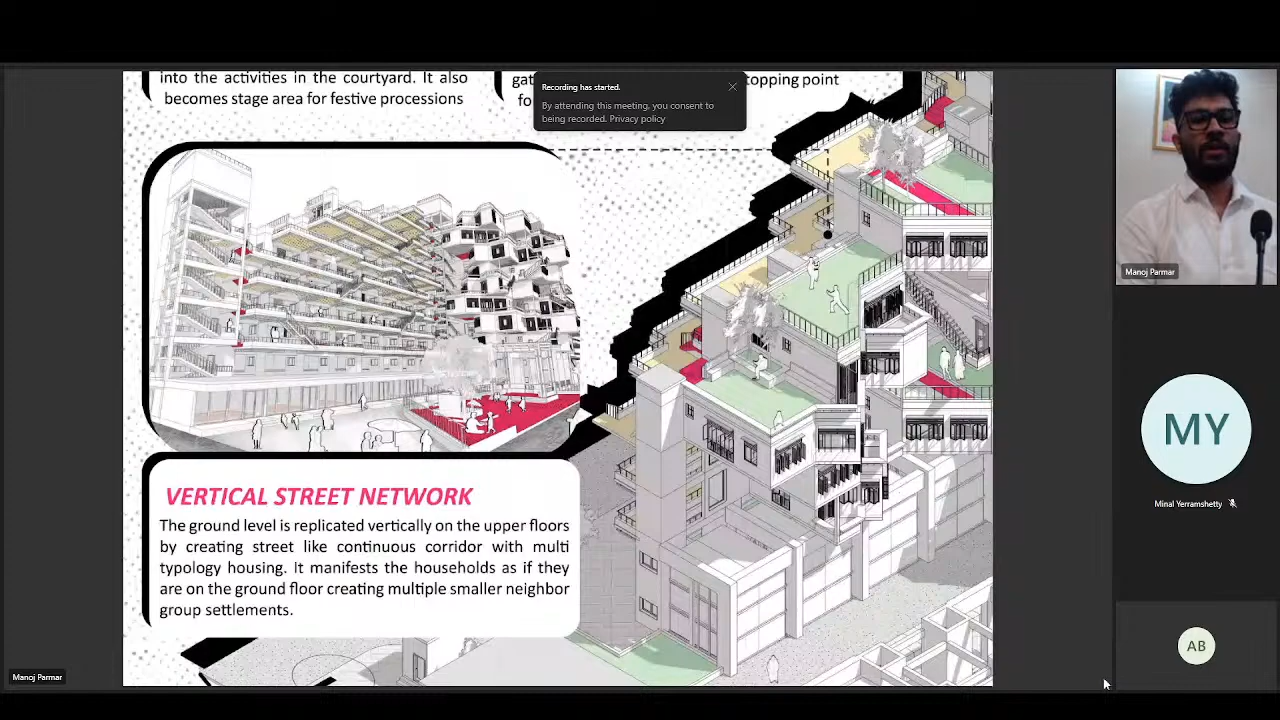 into the activities in the courtyard. It also
becomes stage area for festive processions
gat
topping point
fo
Recording has started.
By attending this meeting, you consent to
being recorded. Privacy policy
VERTICAL STREET NETWORK
The ground level is replicated vertically on the upper floors
by creating street like continuous corridor with multi
typology housing. It manifests the households as if they
are on the ground floor creating multiple smaller neighbor
group settlements.
Manoj Parmar
Manoj Parmar
MY
Minal Yerramshetty
AB